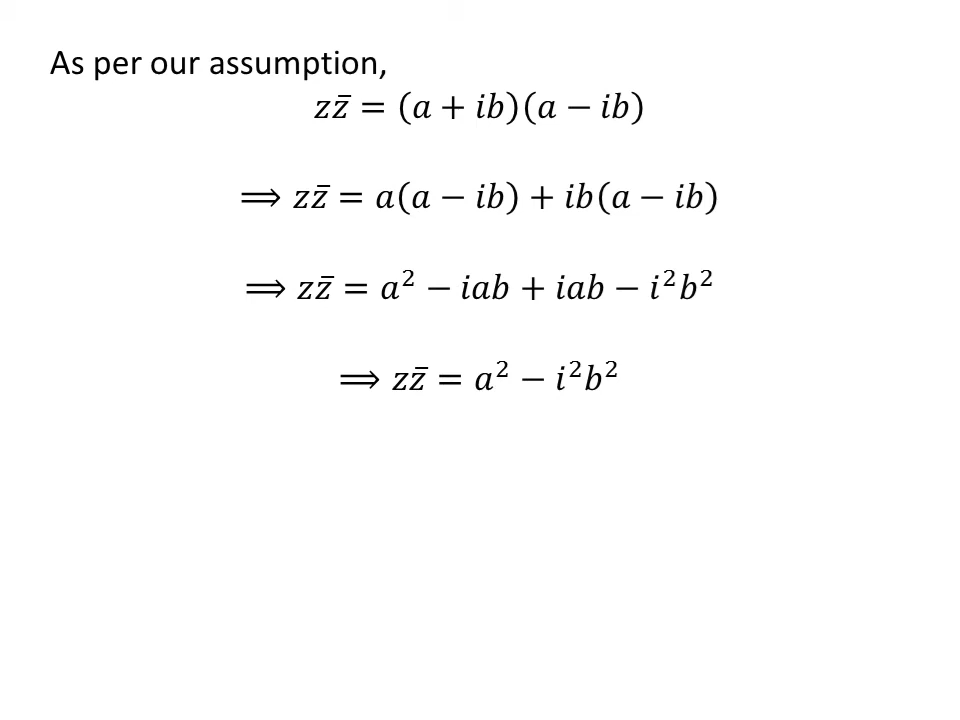 As per our assumption,
𝑧𝑧̄ = (𝑎 + 𝑖𝑏)(𝑎 − 𝑖𝑏)
⟹ 𝑧𝑧̄ = 𝑎(𝑎 − 𝑖𝑏) + 𝑖𝑏(𝑎 − 𝑖𝑏)
⟹ 𝑧𝑧̄ = 𝑎² − 𝑖𝑎𝑏 + 𝑖𝑎𝑏 − 𝑖²𝑏²
⟹ 𝑧𝑧̄ = 𝑎² − 𝑖²𝑏²